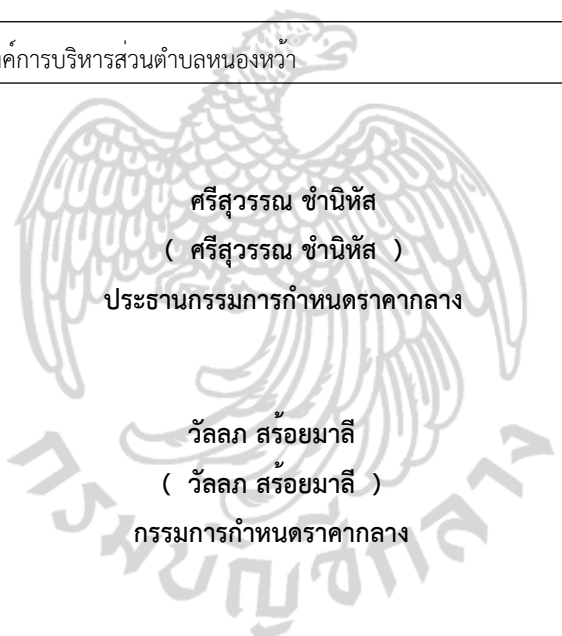 ค์การบริหารส่วนตำบลหนองหว้า
ศรีสุวรรณ ชำนิหัส
( ศรีสุวรรณ ชำนิหัส )
ประธานกรรมการกำหนดราคากลาง
วัลลภ สร้อยมาลี
( วัลลภ สร้อยมาลี )
กรรมการกำหนดราคากลาง
กรมบัญชีกลาง